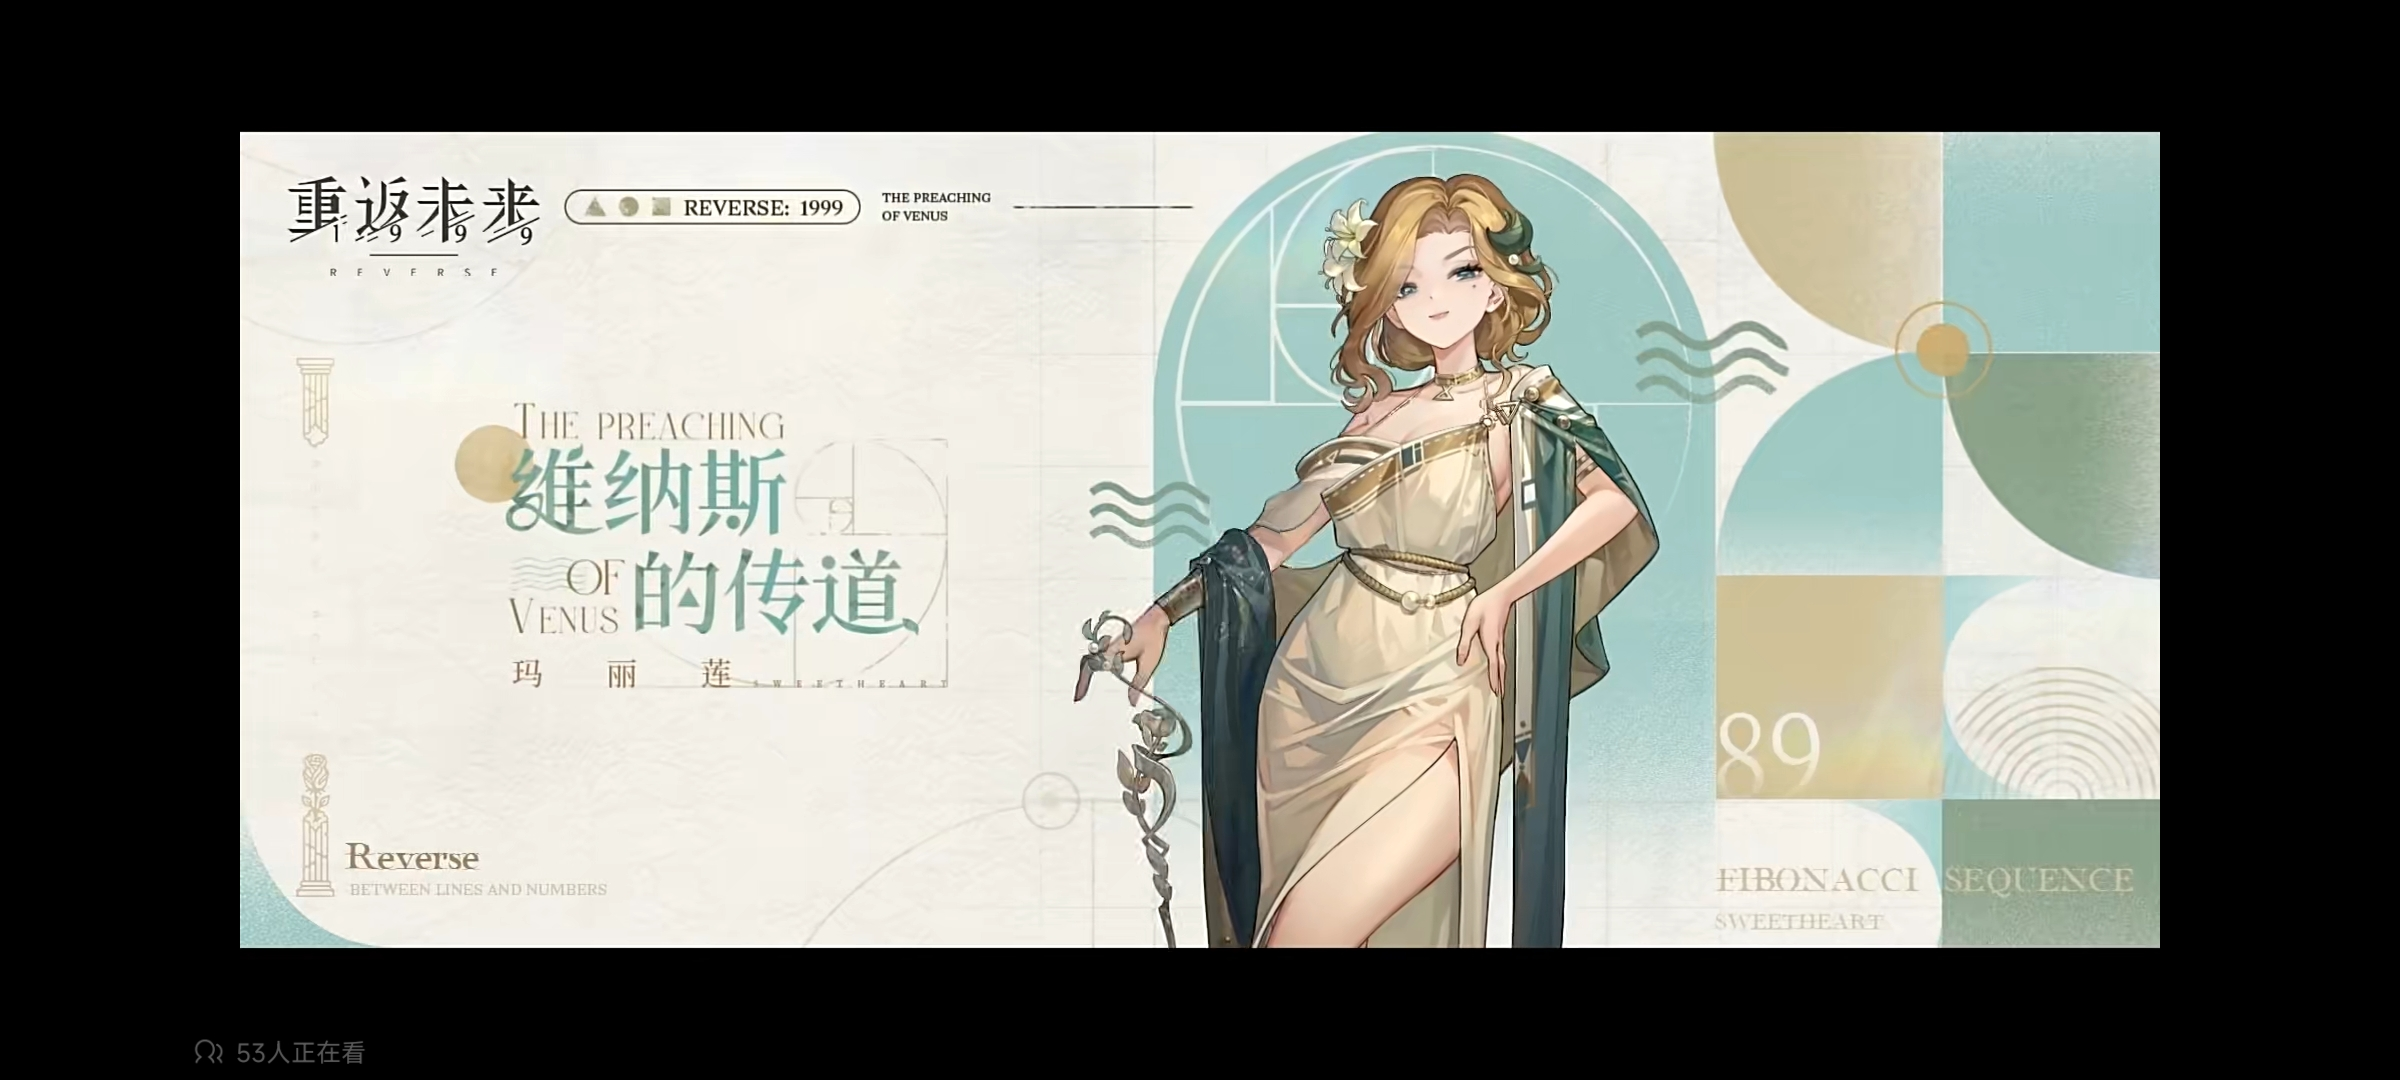 重返未来
1999
REVERSE
REVERSE: 1999
THE PREACHING
OF VENUS
THE PREACHING
维纳斯
OF
VENUS
的传道
玛丽莲
SWEETHEART
Reverse
BETWEEN LINES AND NUMBERS
89
FIBONACCI SEQUENCE
SWEETHEART
53人正在看